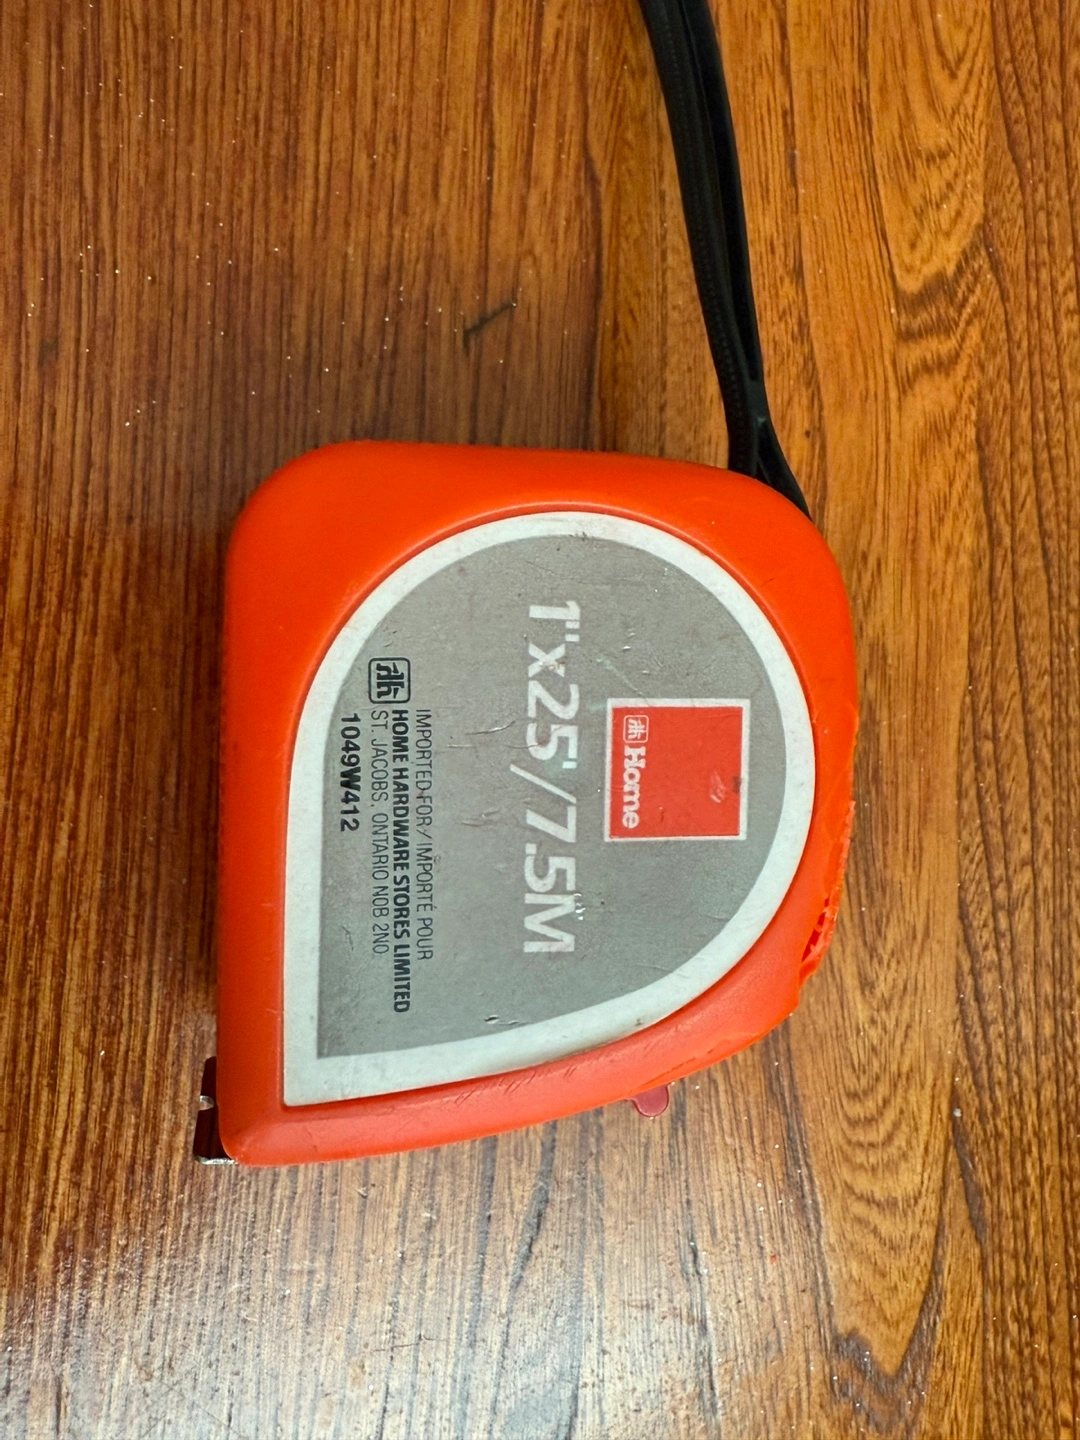 Home
1"x25'/7.5M
IMPORTED FOR / IMPORTÉ POUR
HOME HARDWARE STORES LIMITED
ST. JACOBS, ONTARIO N0B 2N0
1049W412